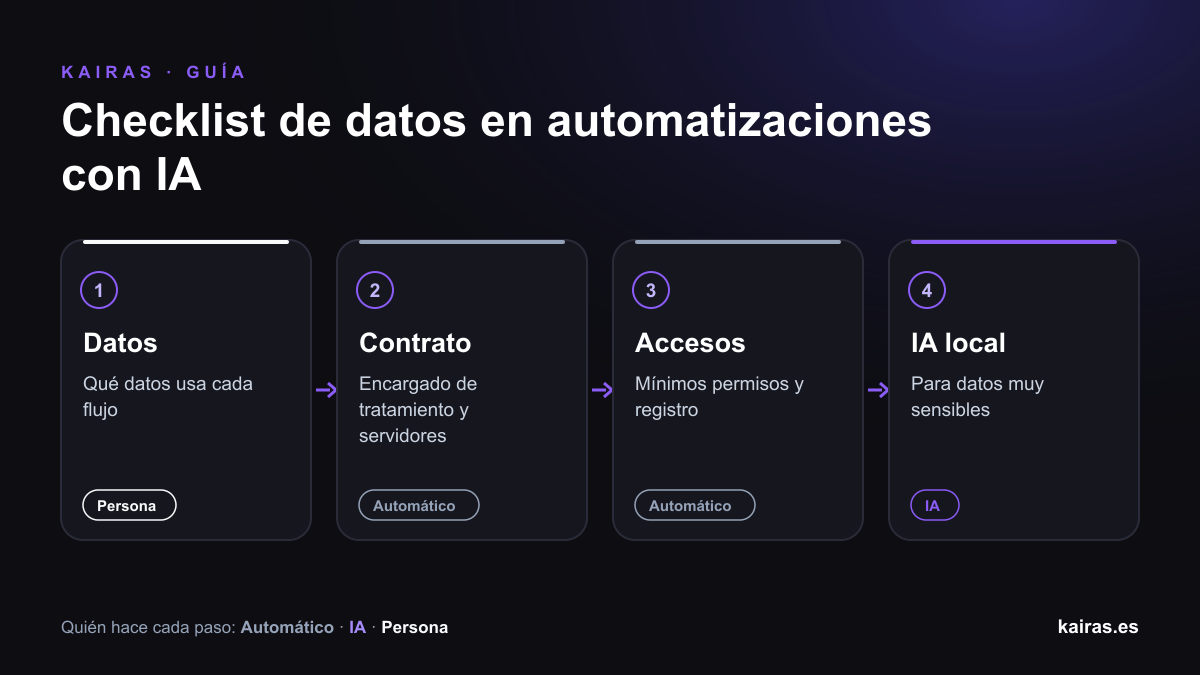 KAIRAS · GUÍA
Checklist de datos en automatizaciones
con IA
1
Datos
Qué datos usa cada
flujo
Persona
2
Contrato
Encargado de
tratamiento y
servidores
Automático
3
Accesos
Mínimos permisos y
registro
Automático
4
IA local
Para datos muy
sensibles
IA
Quién hace cada paso: Automático · IA · Persona
kairas.es